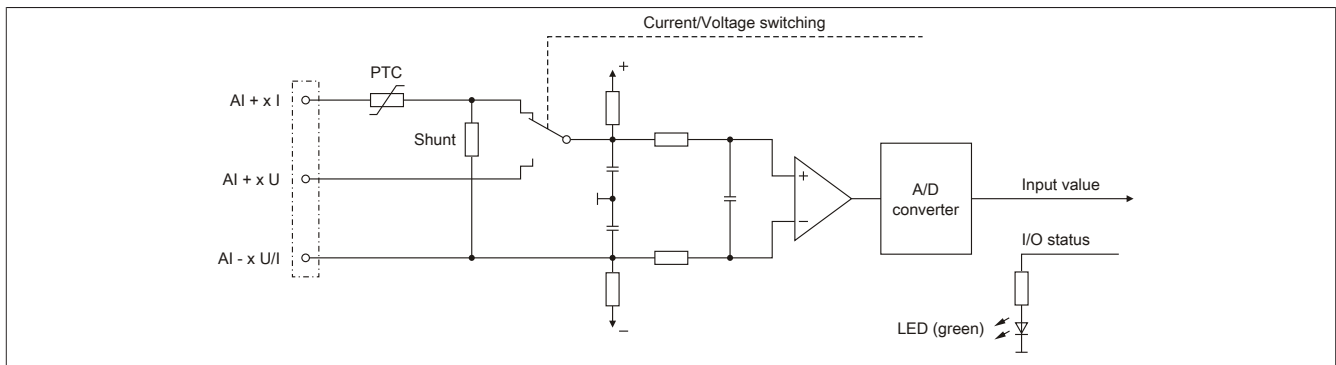 Current/Voltage switching
PTC
+
AI + x I
Shunt
AI + x U
+
A/D
converter
Input value
−
I/O status
AI - x U/I
LED (green)
−